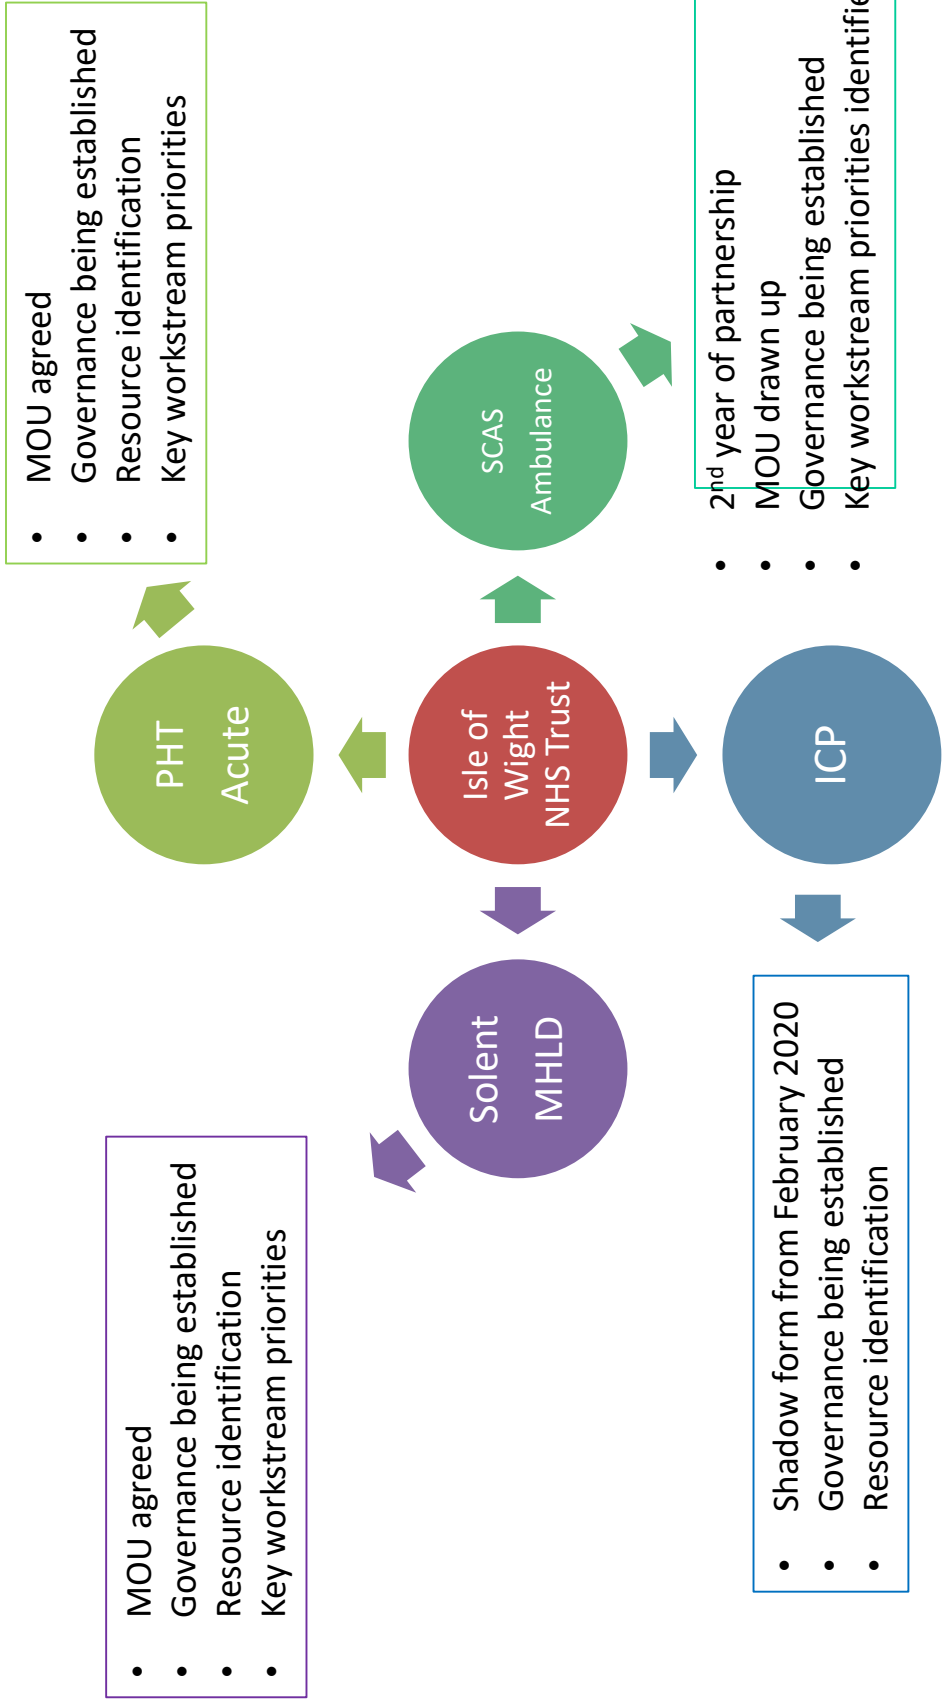 • MOU agreed
• Governance being established
• Resource identification
• Key workstream priorities
PHT
Acute
• MOU agreed
• Governance being established
• Resource identification
• Key workstream priorities
Solent
MHLD
Isle of
Wight
NHS Trust
SCAS
Ambulance
ICP
• Shadow form from February 2020
• Governance being established
• Resource identification
• 2nd year of partnership
• MOU drawn up
• Governance being established
• Key workstream priorities identifie